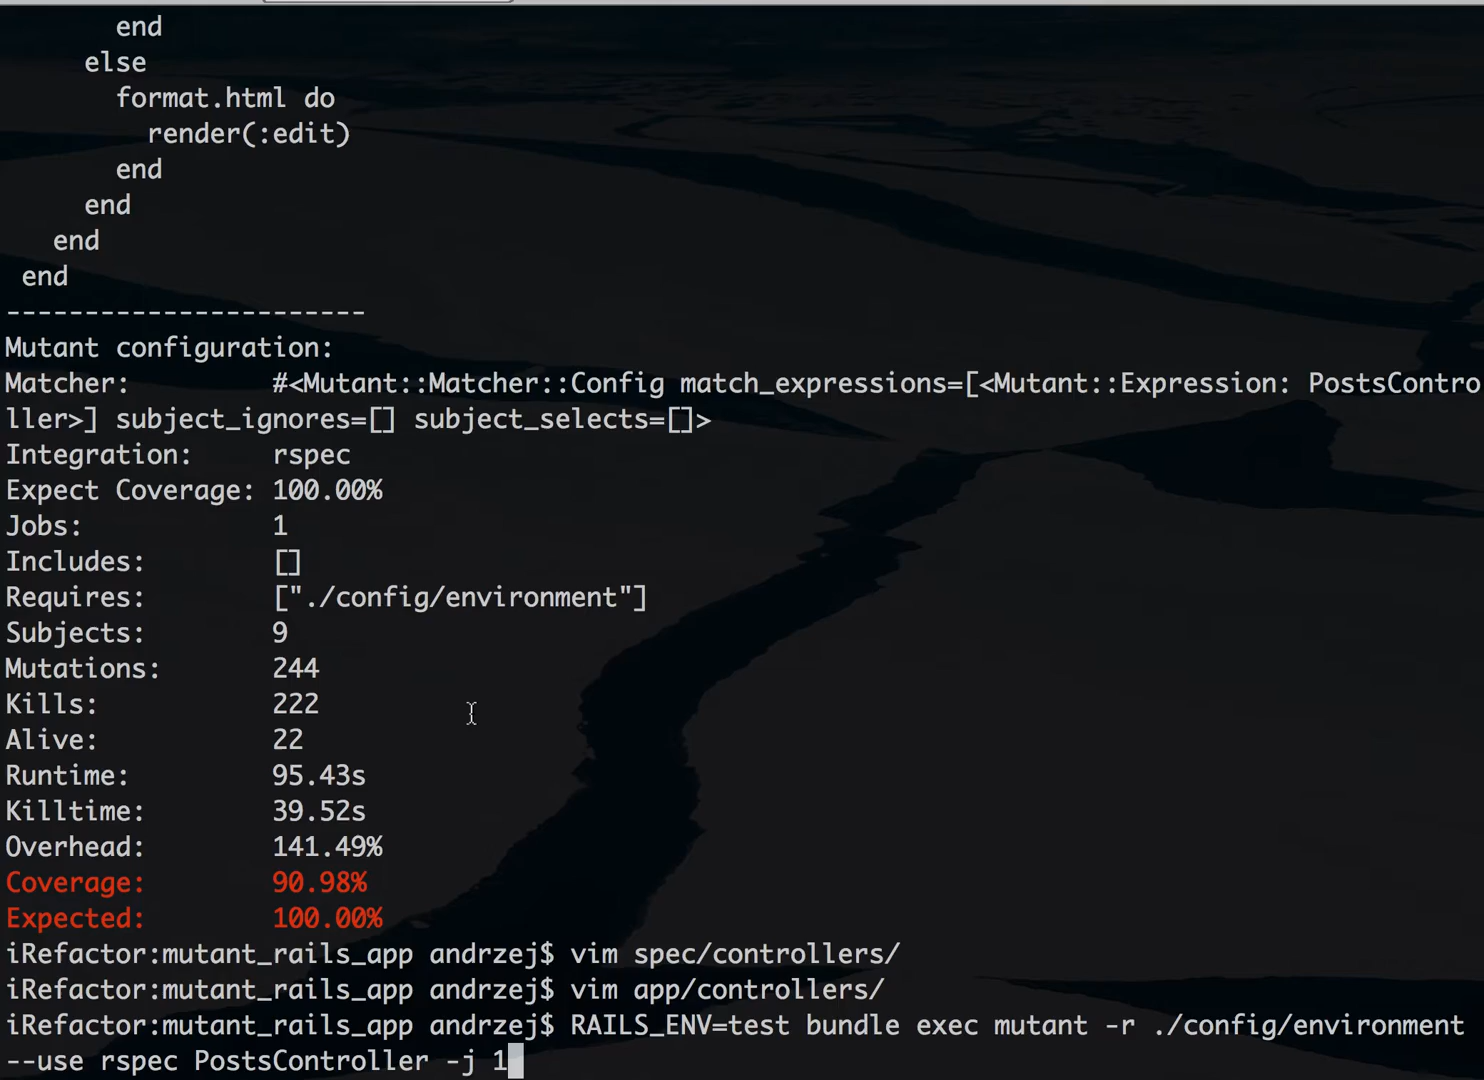 end
else
format.html do
render(:edit)
end
end
end
end
-----------------------
Mutant configuration:
Matcher: #<Mutant::Matcher::Config match_expressions=[<Mutant::Expression: PostsContro
ller>] subject_ignores=[] subject_selects=[]>
Integration: rspec
Expect Coverage: 100.00%
Jobs: 1
Includes: []
Requires: ["./config/environment"]
Subjects: 9
Mutations: 244
Kills: 222
Alive: 22
Runtime: 95.43s
Killtime: 39.52s
Overhead: 141.49%
Coverage: 90.98%
Expected: 100.00%
iRefactor:mutant_rails_app andrzej$ vim spec/controllers/
iRefactor:mutant_rails_app andrzej$ vim app/controllers/
iRefactor:mutant_rails_app andrzej$ RAILS_ENV=test bundle exec mutant -r ./config/environment
--use rspec PostsController -j 1